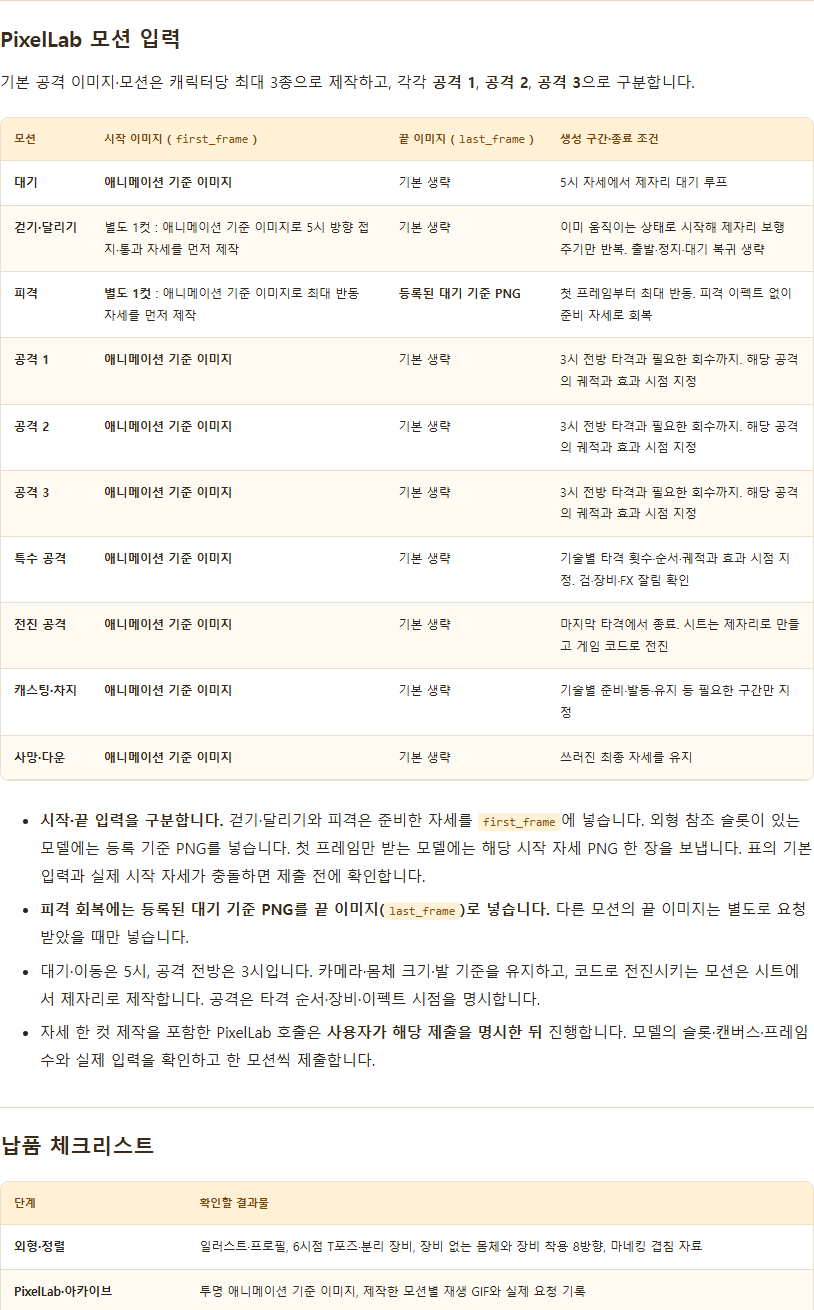 PixelLab 모션 입력
기본 공격 이미지·모션은 캐릭터당 최대 3종으로 제작하고, 각각 공격 1, 공격 2, 공격 3으로 구분합니다.
모션 시작 이미지 ( first_frame ) 끝 이미지 ( last_frame ) 생성 구간·종료 조건
대기 애니메이션 기준 이미지 기본 생략 5시 자세에서 제자리 대기 루프
걷기·달리기 별도 1컷 : 애니메이션 기준 이미지로 5시 방향 접 기본 생략 이미 움직이는 상태로 시작해 제자리 보행
지·통과 자세를 먼저 제작 주기만 반복. 출발·정지·대기 복귀 생략
피격 별도 1컷 : 애니메이션 기준 이미지로 최대 반동 등록된 대기 기준 PNG 첫 프레임부터 최대 반동. 피격 이펙트 없이
자세를 먼저 제작 준비 자세로 회복
공격 1 애니메이션 기준 이미지 기본 생략 3시 전방 타격과 필요한 회수까지. 해당 공격
의 궤적과 효과 시점 지정
공격 2 애니메이션 기준 이미지 기본 생략 3시 전방 타격과 필요한 회수까지. 해당 공격
의 궤적과 효과 시점 지정
공격 3 애니메이션 기준 이미지 기본 생략 3시 전방 타격과 필요한 회수까지. 해당 공격
의 궤적과 효과 시점 지정
특수 공격 애니메이션 기준 이미지 기본 생략 기술별 타격 횟수·순서·궤적과 효과 시점 지
정. 검·장비·FX 잘림 확인
전진 공격 애니메이션 기준 이미지 기본 생략 마지막 타격에서 종료. 시트는 제자리로 만들
고 게임 코드로 전진
캐스팅·차지 애니메이션 기준 이미지 기본 생략 기술별 준비·발동·유지 등 필요한 구간만 지
정
사망·다운 애니메이션 기준 이미지 기본 생략 쓰러진 최종 자세를 유지
• 시작·끝 입력을 구분합니다. 걷기·달리기와 피격은 준비한 자세를 first_frame 에 넣습니다. 외형 참조 슬롯이 있는
모델에는 등록 기준 PNG를 넣습니다. 첫 프레임만 받는 모델에는 해당 시작 자세 PNG 한 장을 보냅니다. 표의 기본
입력과 실제 시작 자세가 충돌하면 제출 전에 확인합니다.
• 피격 회복에는 등록된 대기 기준 PNG를 끝 이미지( last_frame )로 넣습니다. 다른 모션의 끝 이미지는 별도로 요청
받았을 때만 넣습니다.
• 대기·이동은 5시, 공격 전방은 3시입니다. 카메라·몸체 크기·발 기준을 유지하고, 코드로 전진시키는 모션은 시트에
서 제자리로 제작합니다. 공격은 타격 순서·장비·이펙트 시점을 명시합니다.
• 자세 한 컷 제작을 포함한 PixelLab 호출은 사용자가 해당 제출을 명시한 뒤 진행합니다. 모델의 슬롯·캔버스·프레임
수와 실제 입력을 확인하고 한 모션씩 제출합니다.
납품 체크리스트
단계 확인할 결과물
외형·정렬 일러스트·프로필, 6시점 T포즈·분리 장비, 장비 없는 몸체와 장비 착용 8방향, 마네킹 겹침 자료
PixelLab·아카이브 투명 애니메이션 기준 이미지, 제작한 모션별 재생 GIF와 실제 요청 기록